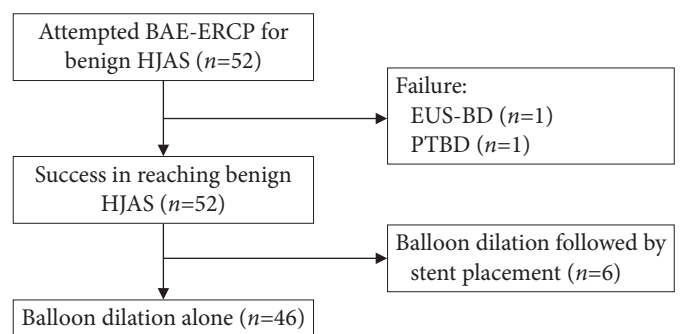 Attempted BAE-ERCP for
benign HJAS (n=52)
Failure:
EUS-BD (n=1)
PTBD (n=1)
Success in reaching benign
HJAS (n=52)
Balloon dilation followed by
stent placement (n=6)
Balloon dilation alone (n=46)